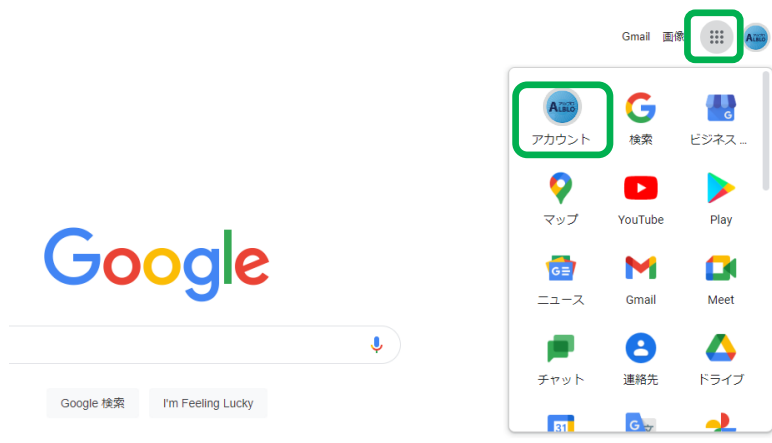 Gmail 画像
アカウント 検索 ビジネス ...
マップ YouTube Play
ニュース Gmail Meet
チャット 連絡先 ドライブ
31
Google
Google 検索 I'm Feeling Lucky